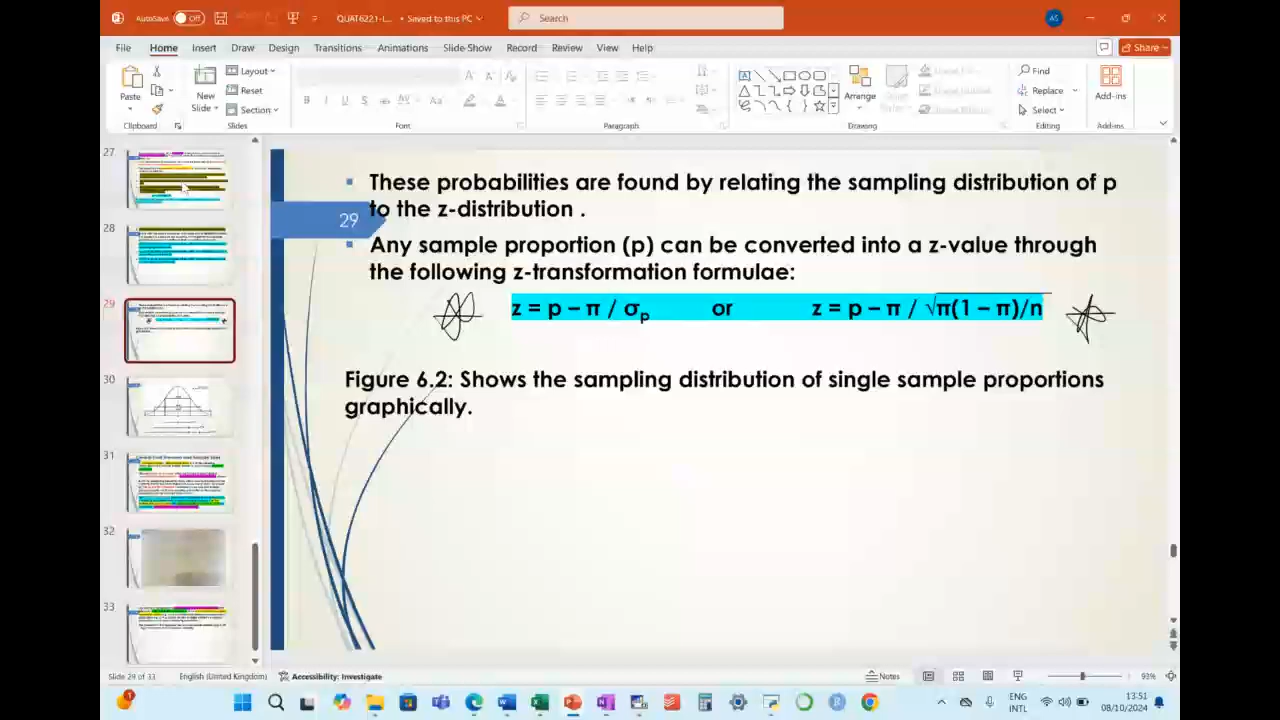 AutoSave Off QUAT6221-L... • Saved to this PC Search AS
File Home Insert Draw Design Transitions Animations Slide Show Record Review View Help Share
Paste New Slide Layout Reset Section B I U S ab AV Aa A A Arrange Find Replace Select Add-ins
Clipboard Slides Font Paragraph Drawing Editing Add-ins
27
28
29
30
31
32
33
These probabilities are found by relating the sampling distribution of p
29 to the z-distribution .
Any sample proportion (p) can be converted into a z-value through
the following z-transformation formulae:
z = p – π / σp or z = p – π / √π(1 – π)/n
Figure 6.2: Shows the sampling distribution of single sample proportions
graphically.
Slide 29 of 33 English (United Kingdom) Accessibility: Investigate Notes 93%
ENG 13:51
INTL 08/10/2024